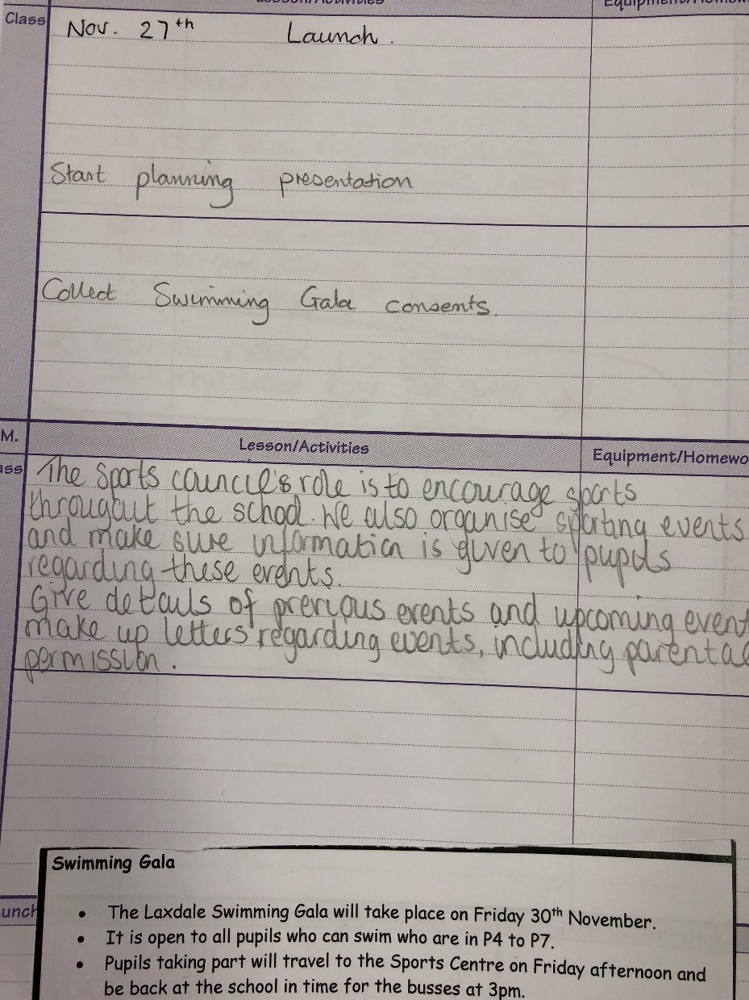 Lesson/Activities
Class
Nov. 27th Launch.
Start planning presentation
Collect Swimming Gala consents
M.
Lesson/Activities
Equipment/Homewo
ass
The Sports council's role is to encourage sports
throughout the school. We also organise sporting events
and make sure information is given to pupils
regarding these events.
Give details of previous events and upcoming event
make up letters regarding events, including parental
permission.
Swimming Gala
unch
• The Laxdale Swimming Gala will take place on Friday 30th November.
• It is open to all pupils who can swim who are in P4 to P7.
• Pupils taking part will travel to the Sports Centre on Friday afternoon and
be back at the school in time for the busses at 3pm.